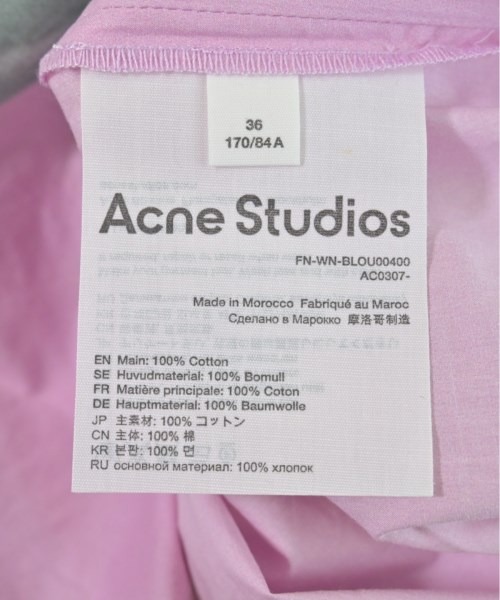 36
170/84A
Acne Studios
FN-WN-BLOU00400
AC0307-
Made in Morocco Fabriqué au Maroc
Сделано в Марокко 摩洛哥制造
EN Main: 100% Cotton
SE Huvudmaterial: 100% Bomull
FR Matière principale: 100% Coton
DE Hauptmaterial: 100% Baumwolle
JP 主素材: 100% コットン
CN 主体: 100% 棉
KR 본판: 100% 면
RU основной материал: 100% хлопок